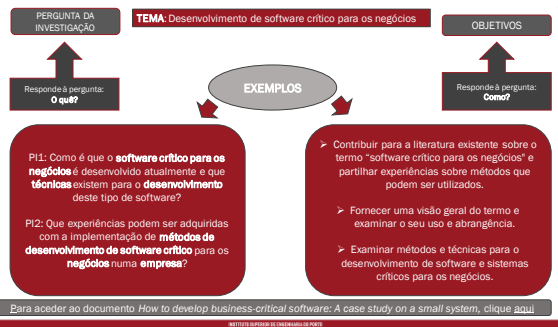 PERGUNTA DA
INVESTIGAÇÃO
TEMA: Desenvolvimento de software crítico para os negócios
OBJETIVOS
Responde à pergunta:
O quê?
EXEMPLOS
Responde à pergunta:
Como?
PI1: Como é que o software crítico para os
negócios é desenvolvido atualmente e que
técnicas existem para o desenvolvimento
deste tipo de software?
PI2: Que experiências podem ser adquiridas
com a implementação de métodos de
desenvolvimento de software crítico para os
negócios numa empresa?
➢ Contribuir para a literatura existente sobre o
termo “software crítico para os negócios" e
partilhar experiências sobre métodos que
podem ser utilizados.
➢ Fornecer uma visão geral do termo e
examinar o seu uso e abrangência.
➢ Examinar métodos e técnicas para o
desenvolvimento de software e sistemas
críticos para os negócios.
Para aceder ao documento How to develop business-critical software: A case study on a small system, clique aqui
INSTITUTO SUPERIOR DE ENGENHARIA DO PORTO